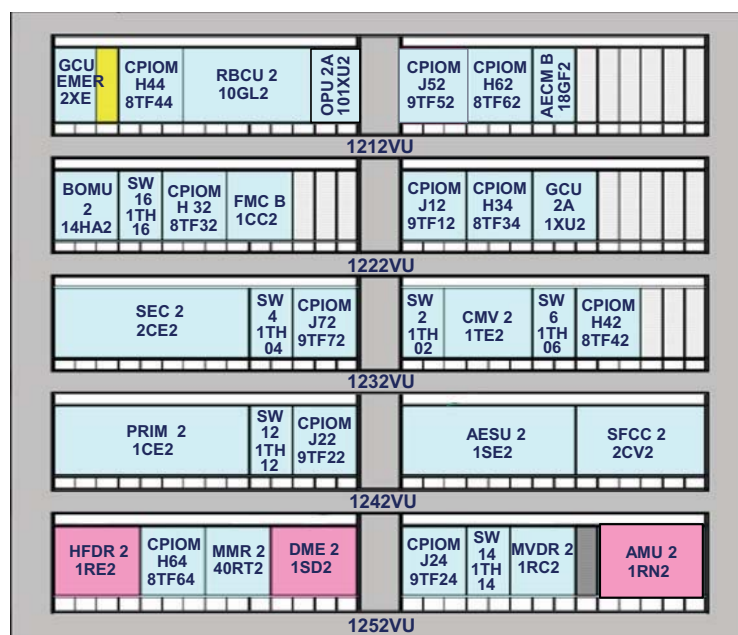 GCU
EMER
2XE
CPIOM
H44
8TF44
RBCU 2
10GL2
OPU 2A
101XU2
CPIOM
J52
9TF52
CPIOM
H62
8TF62
AECM B
18GF2
1212VU
BOMU
2
14HA2
SW
16
1TH
16
CPIOM
H 32
8TF32
FMC B
1CC2
CPIOM
J12
9TF12
CPIOM
H34
8TF34
GCU
2A
1XU2
1222VU
SEC 2
2CE2
SW
4
1TH
04
CPIOM
J72
9TF72
SW
2
1TH
02
CMV 2
1TE2
SW
6
1TH
06
CPIOM
H42
8TF42
1232VU
PRIM 2
1CE2
SW
12
1TH
12
CPIOM
J22
9TF22
AESU 2
1SE2
SFCC 2
2CV2
1242VU
HFDR 2
1RE2
CPIOM
H64
8TF64
MMR 2
40RT2
DME 2
1SD2
CPIOM
J24
9TF24
SW
14
1TH
14
MVDR 2
1RC2
AMU 2
1RN2
1252VU